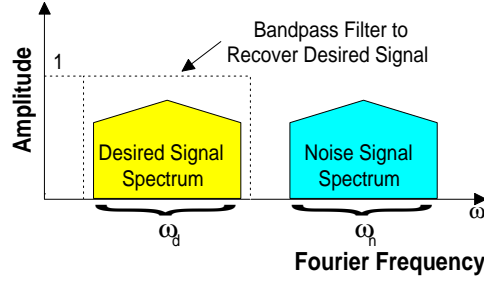 Bandpass Filter to
Recover Desired Signal
1
Amplitude
Desired Signal
Spectrum
Noise Signal
Spectrum
ω
ωd
ωn
Fourier Frequency